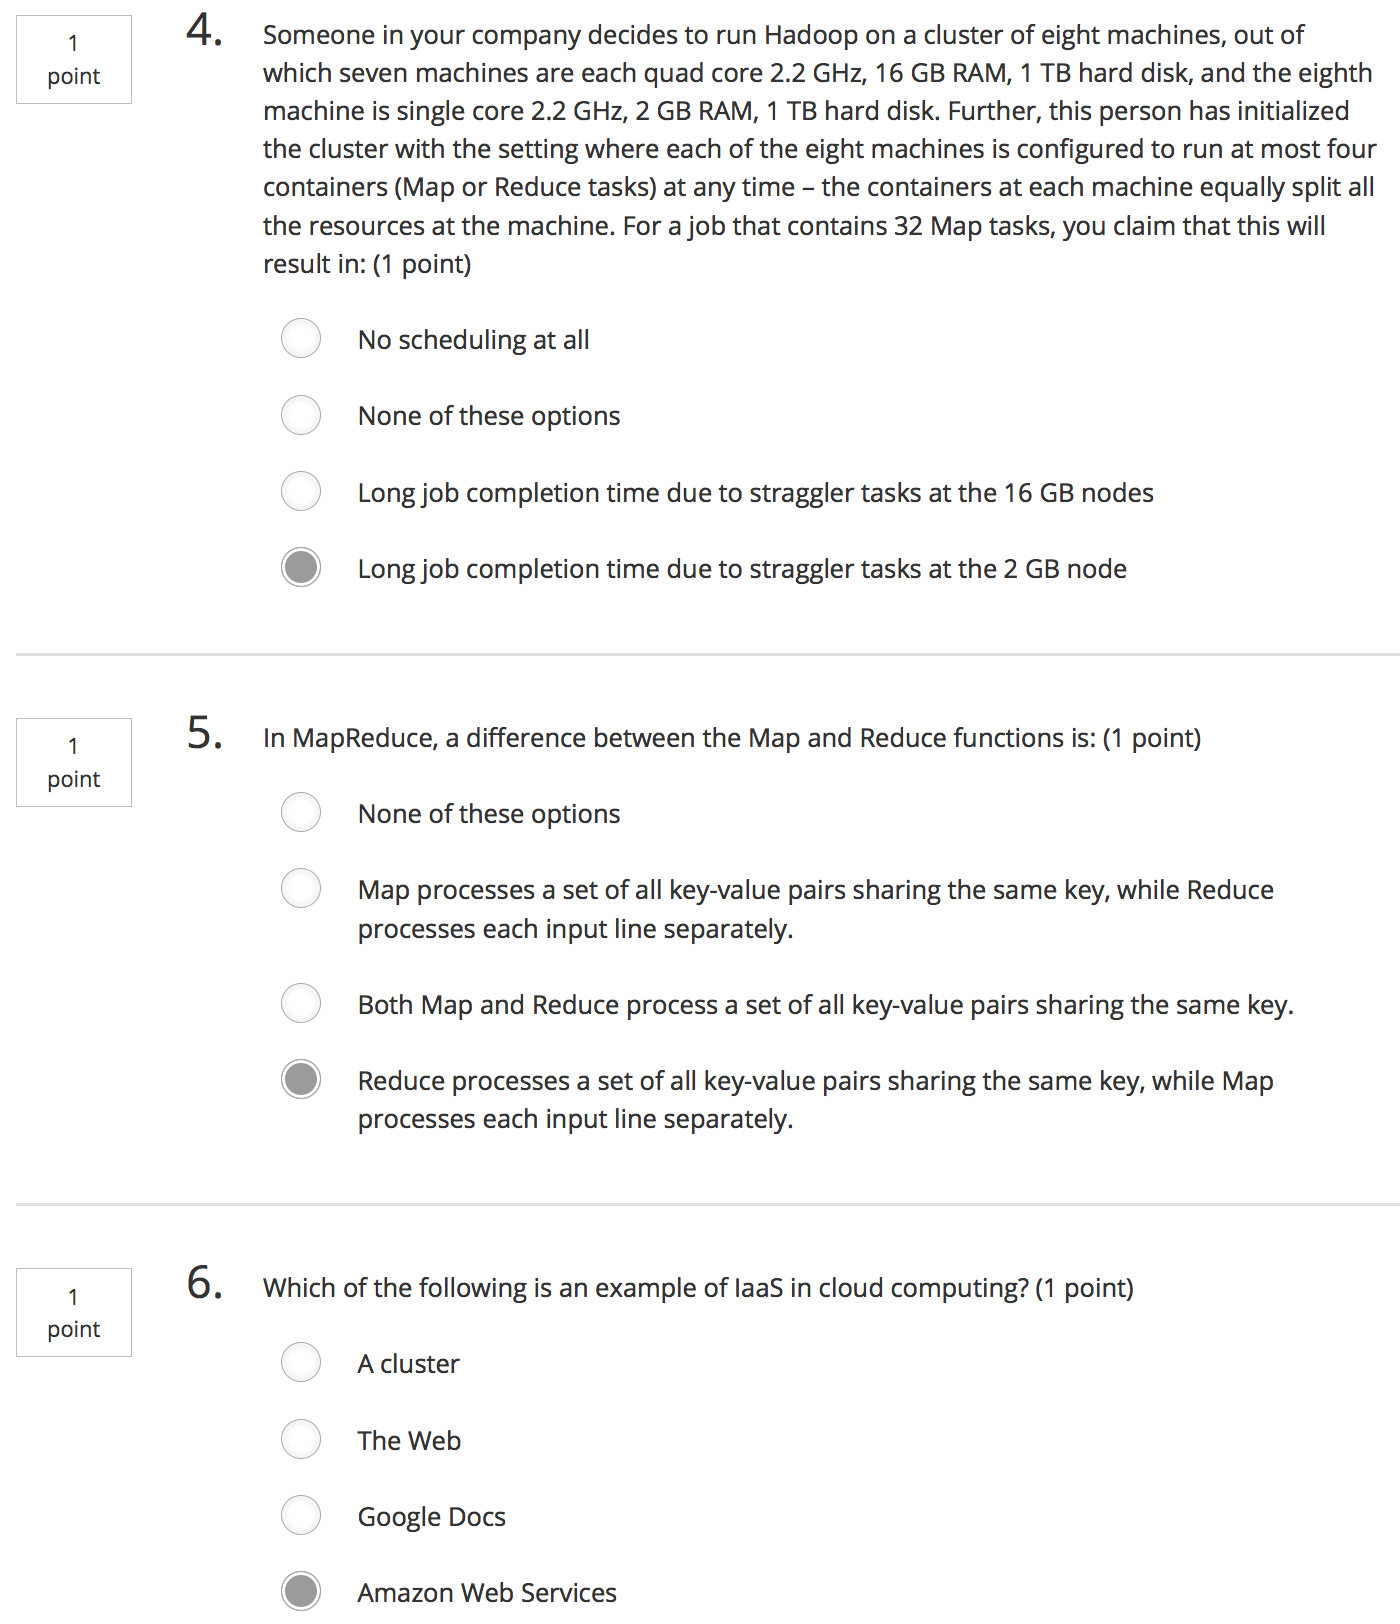 1
point
4.
Someone in your company decides to run Hadoop on a cluster of eight machines, out of
which seven machines are each quad core 2.2 GHz, 16 GB RAM, 1 TB hard disk, and the eighth
machine is single core 2.2 GHz, 2 GB RAM, 1 TB hard disk. Further, this person has initialized
the cluster with the setting where each of the eight machines is configured to run at most four
containers (Map or Reduce tasks) at any time – the containers at each machine equally split all
the resources at the machine. For a job that contains 32 Map tasks, you claim that this will
result in: (1 point)
No scheduling at all
None of these options
Long job completion time due to straggler tasks at the 16 GB nodes
Long job completion time due to straggler tasks at the 2 GB node
1
point
5.
In MapReduce, a difference between the Map and Reduce functions is: (1 point)
None of these options
Map processes a set of all key-value pairs sharing the same key, while Reduce
processes each input line separately.
Both Map and Reduce process a set of all key-value pairs sharing the same key.
Reduce processes a set of all key-value pairs sharing the same key, while Map
processes each input line separately.
1
point
6.
Which of the following is an example of IaaS in cloud computing? (1 point)
A cluster
The Web
Google Docs
Amazon Web Services